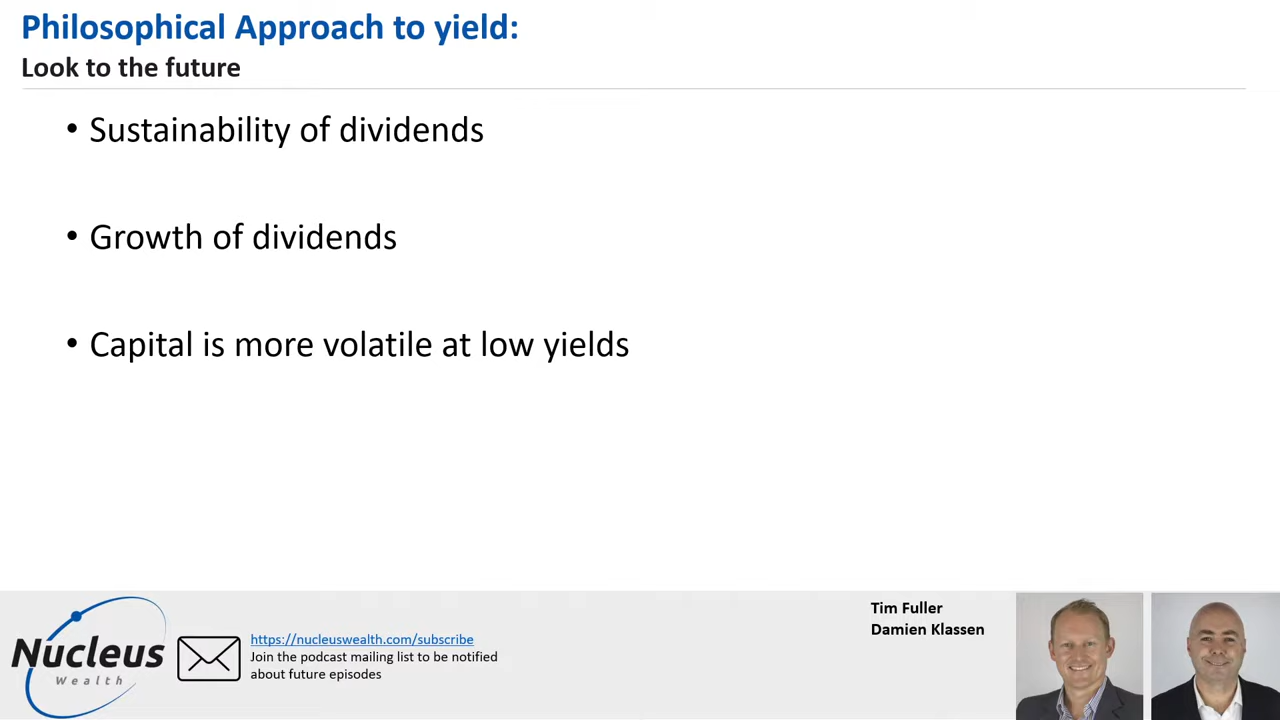 Philosophical Approach to yield:
Look to the future
• Sustainability of dividends
• Growth of dividends
• Capital is more volatile at low yields
Nucleus
Wealth
https://nucleuswealth.com/subscribe
Join the podcast mailing list to be notified
about future episodes
Tim Fuller
Damien Klassen